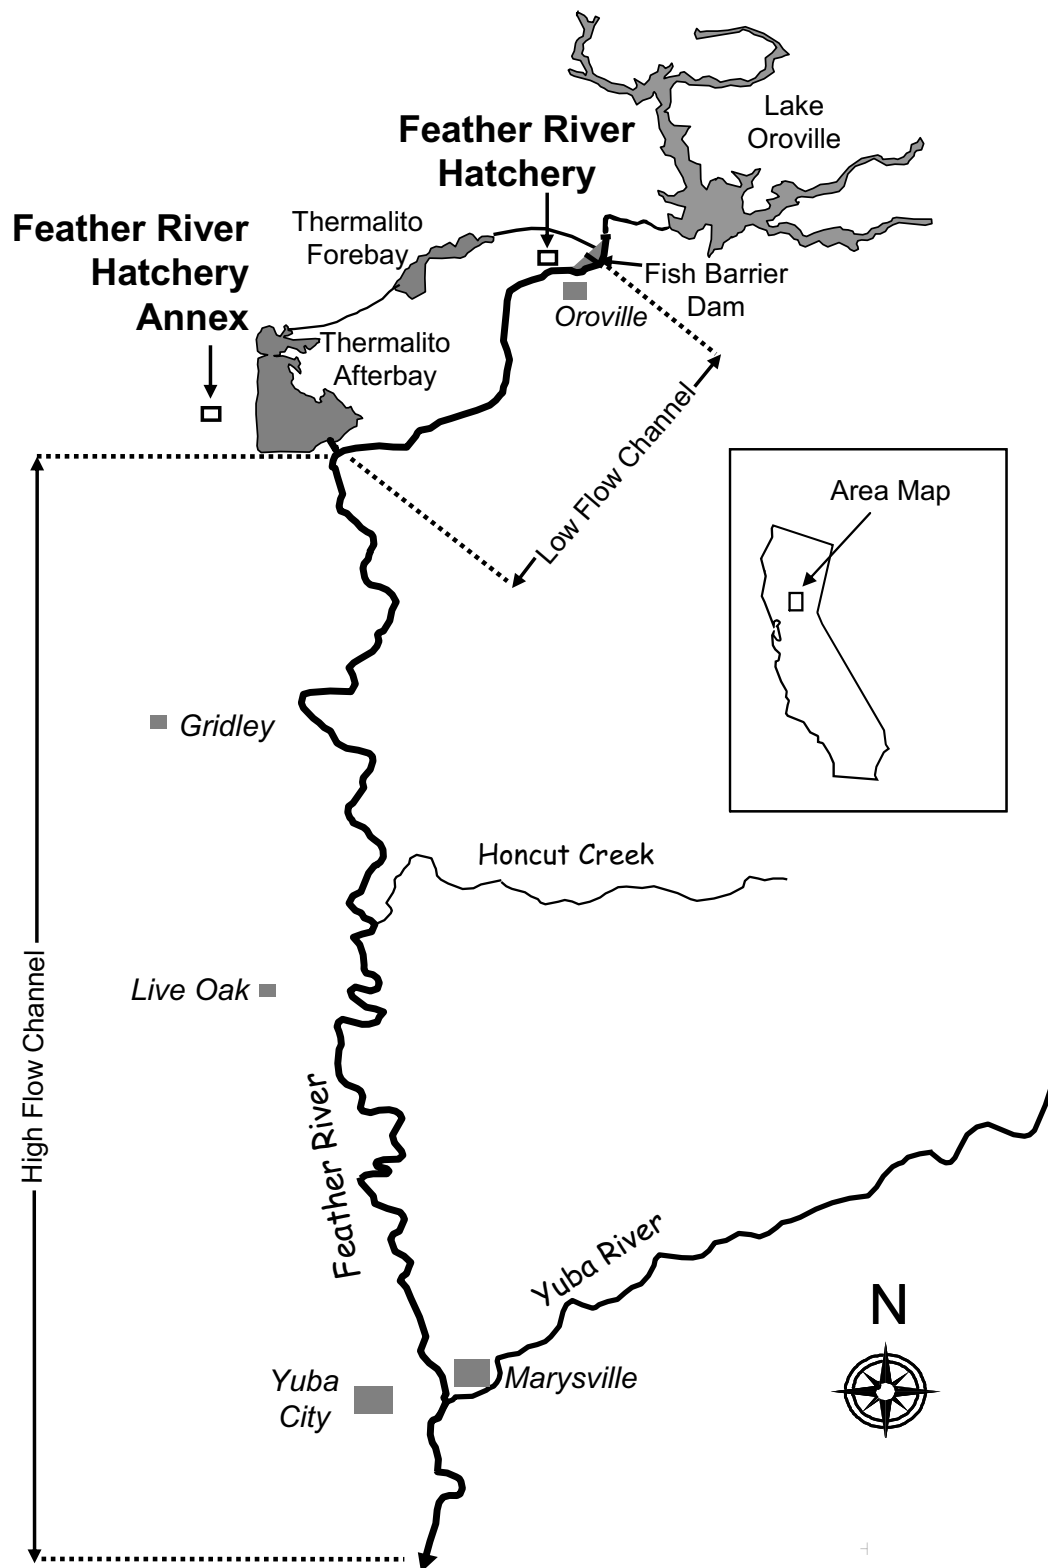 Lake
Oroville
Feather River
Hatchery
Feather River
Hatchery
Annex
Thermalito
Forebay
Fish Barrier
Dam
Oroville
Thermalito
Afterbay
Low Flow Channel
Area Map
Gridley
Honcut Creek
Live Oak
High Flow Channel
Feather River
Yuba River
N
Yuba
City
Marysville